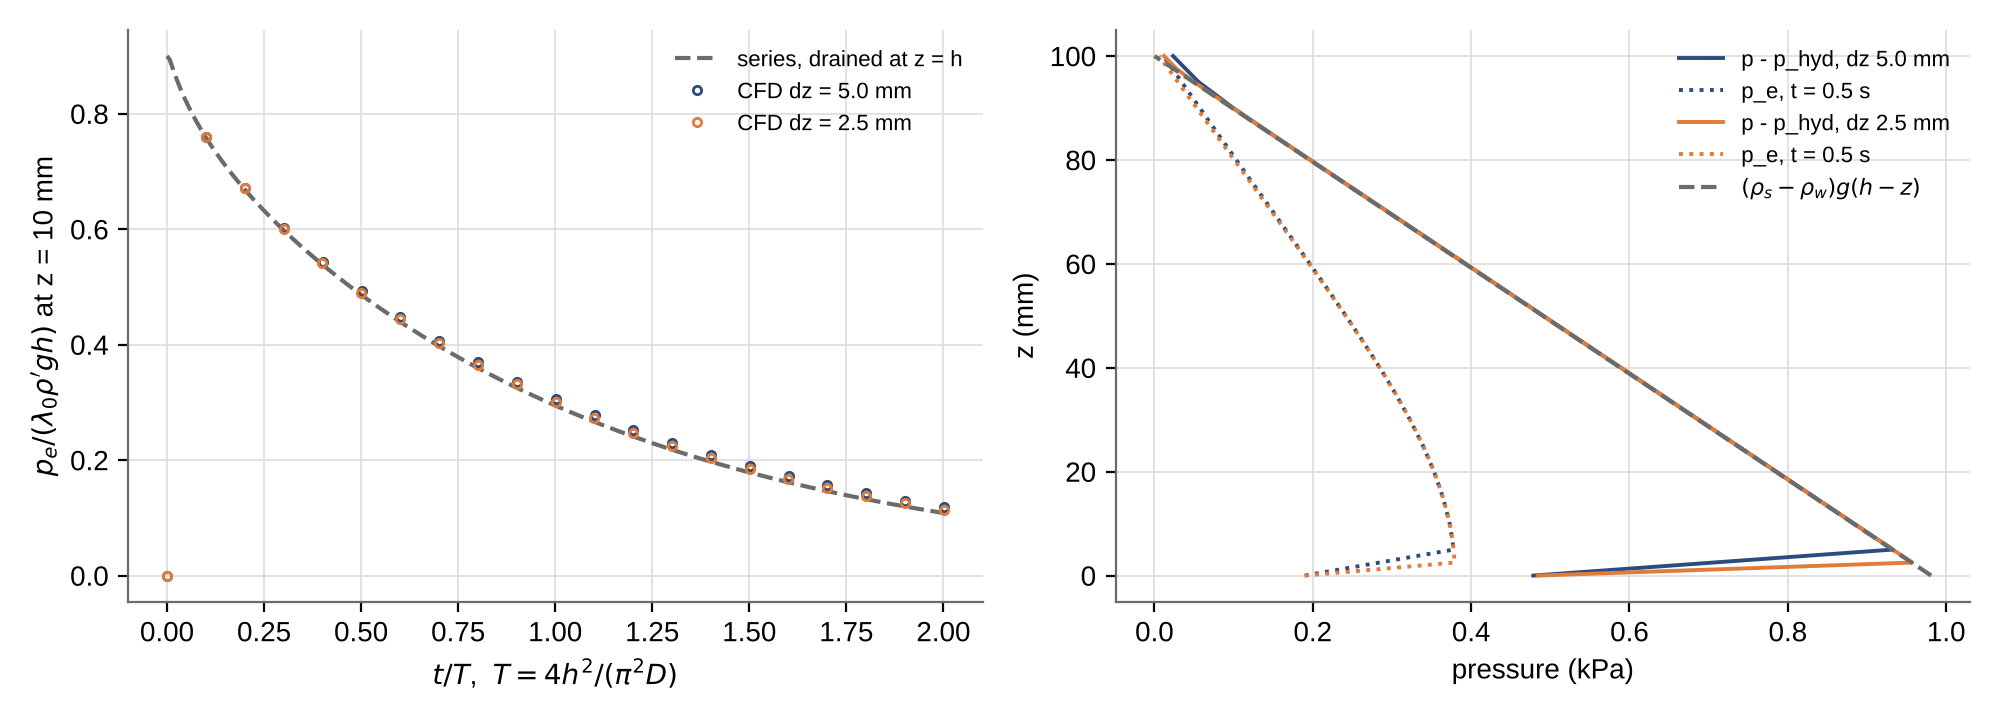 p_e/(λ_0ρ'gh) at z = 10 mm
0.8
0.6
0.4
0.2
0.0
0.00 0.25 0.50 0.75 1.00 1.25 1.50 1.75 2.00
t/T, T = 4h²/(π²D)
series, drained at z = h
CFD dz = 5.0 mm
CFD dz = 2.5 mm
z (mm)
100
80
60
40
20
0
0.0 0.2 0.4 0.6 0.8 1.0
pressure (kPa)
p - p_hyd, dz 5.0 mm
p_e, t = 0.5 s
p - p_hyd, dz 2.5 mm
p_e, t = 0.5 s
(ρ_s − ρ_w)g(h − z)